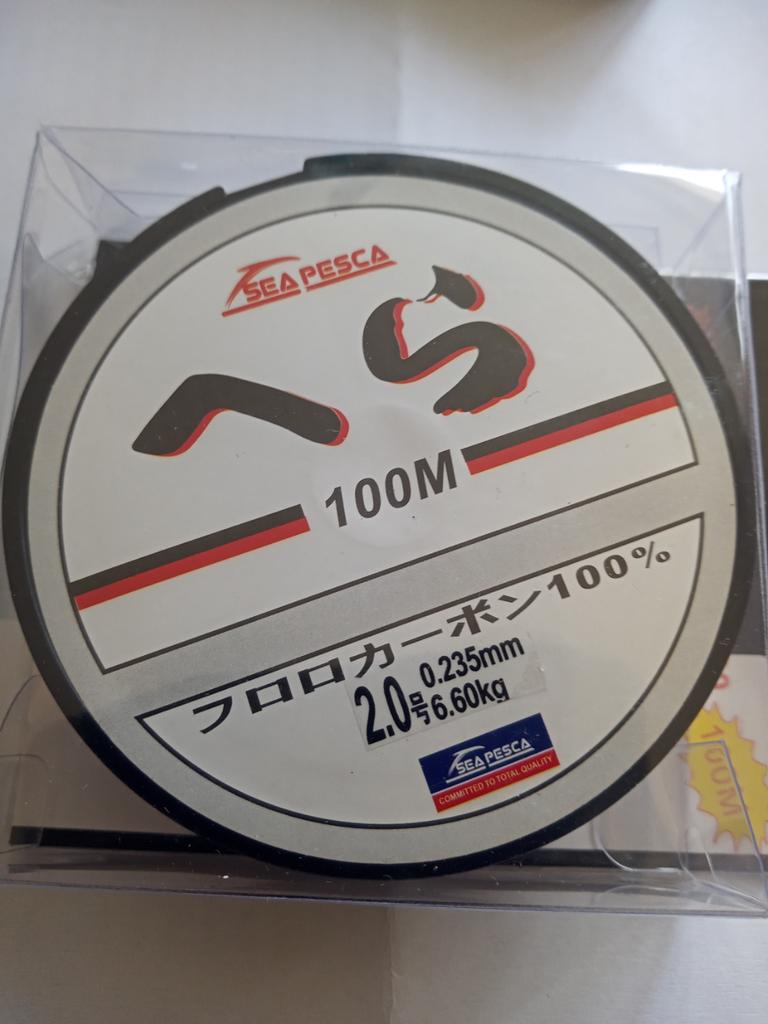 SEA PESCA
へら
100M
フロロカーボン100%
2.0号 0.235mm
6.60kg
SEA PESCA
COMMITTED TO TOTAL QUALITY
100M